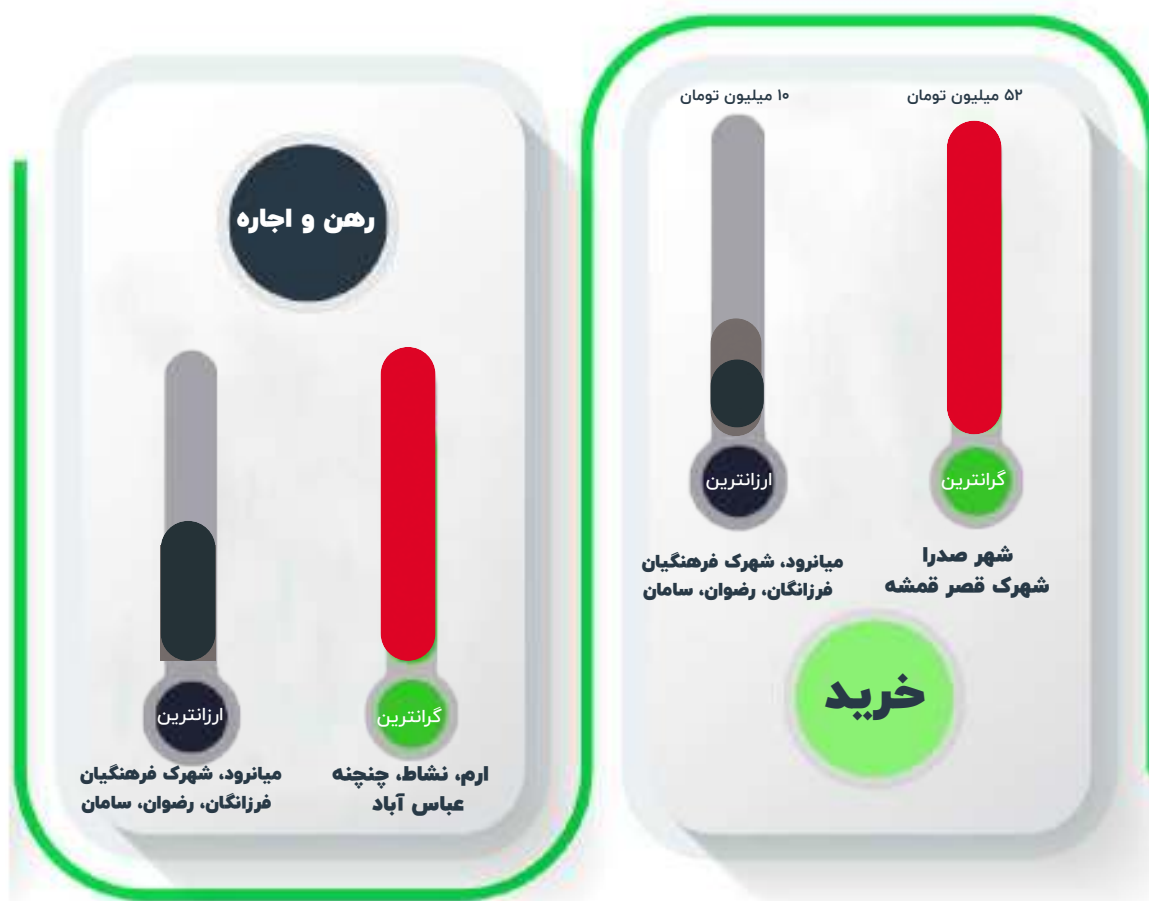 ۵۲ میلیون تومان
۱۰ میلیون تومان
گرانترین
ارزانترین
شهر صدرا
شهرک قصر قمشه
میانرود، شهرک فرهنگیان
فرزانگان، رضوان، سامان
خرید
رهن و اجاره
گرانترین
ارزانترین
ارم، نشاط، چنچنه
عباس آباد
میانرود، شهرک فرهنگیان
فرزانگان، رضوان، سامان